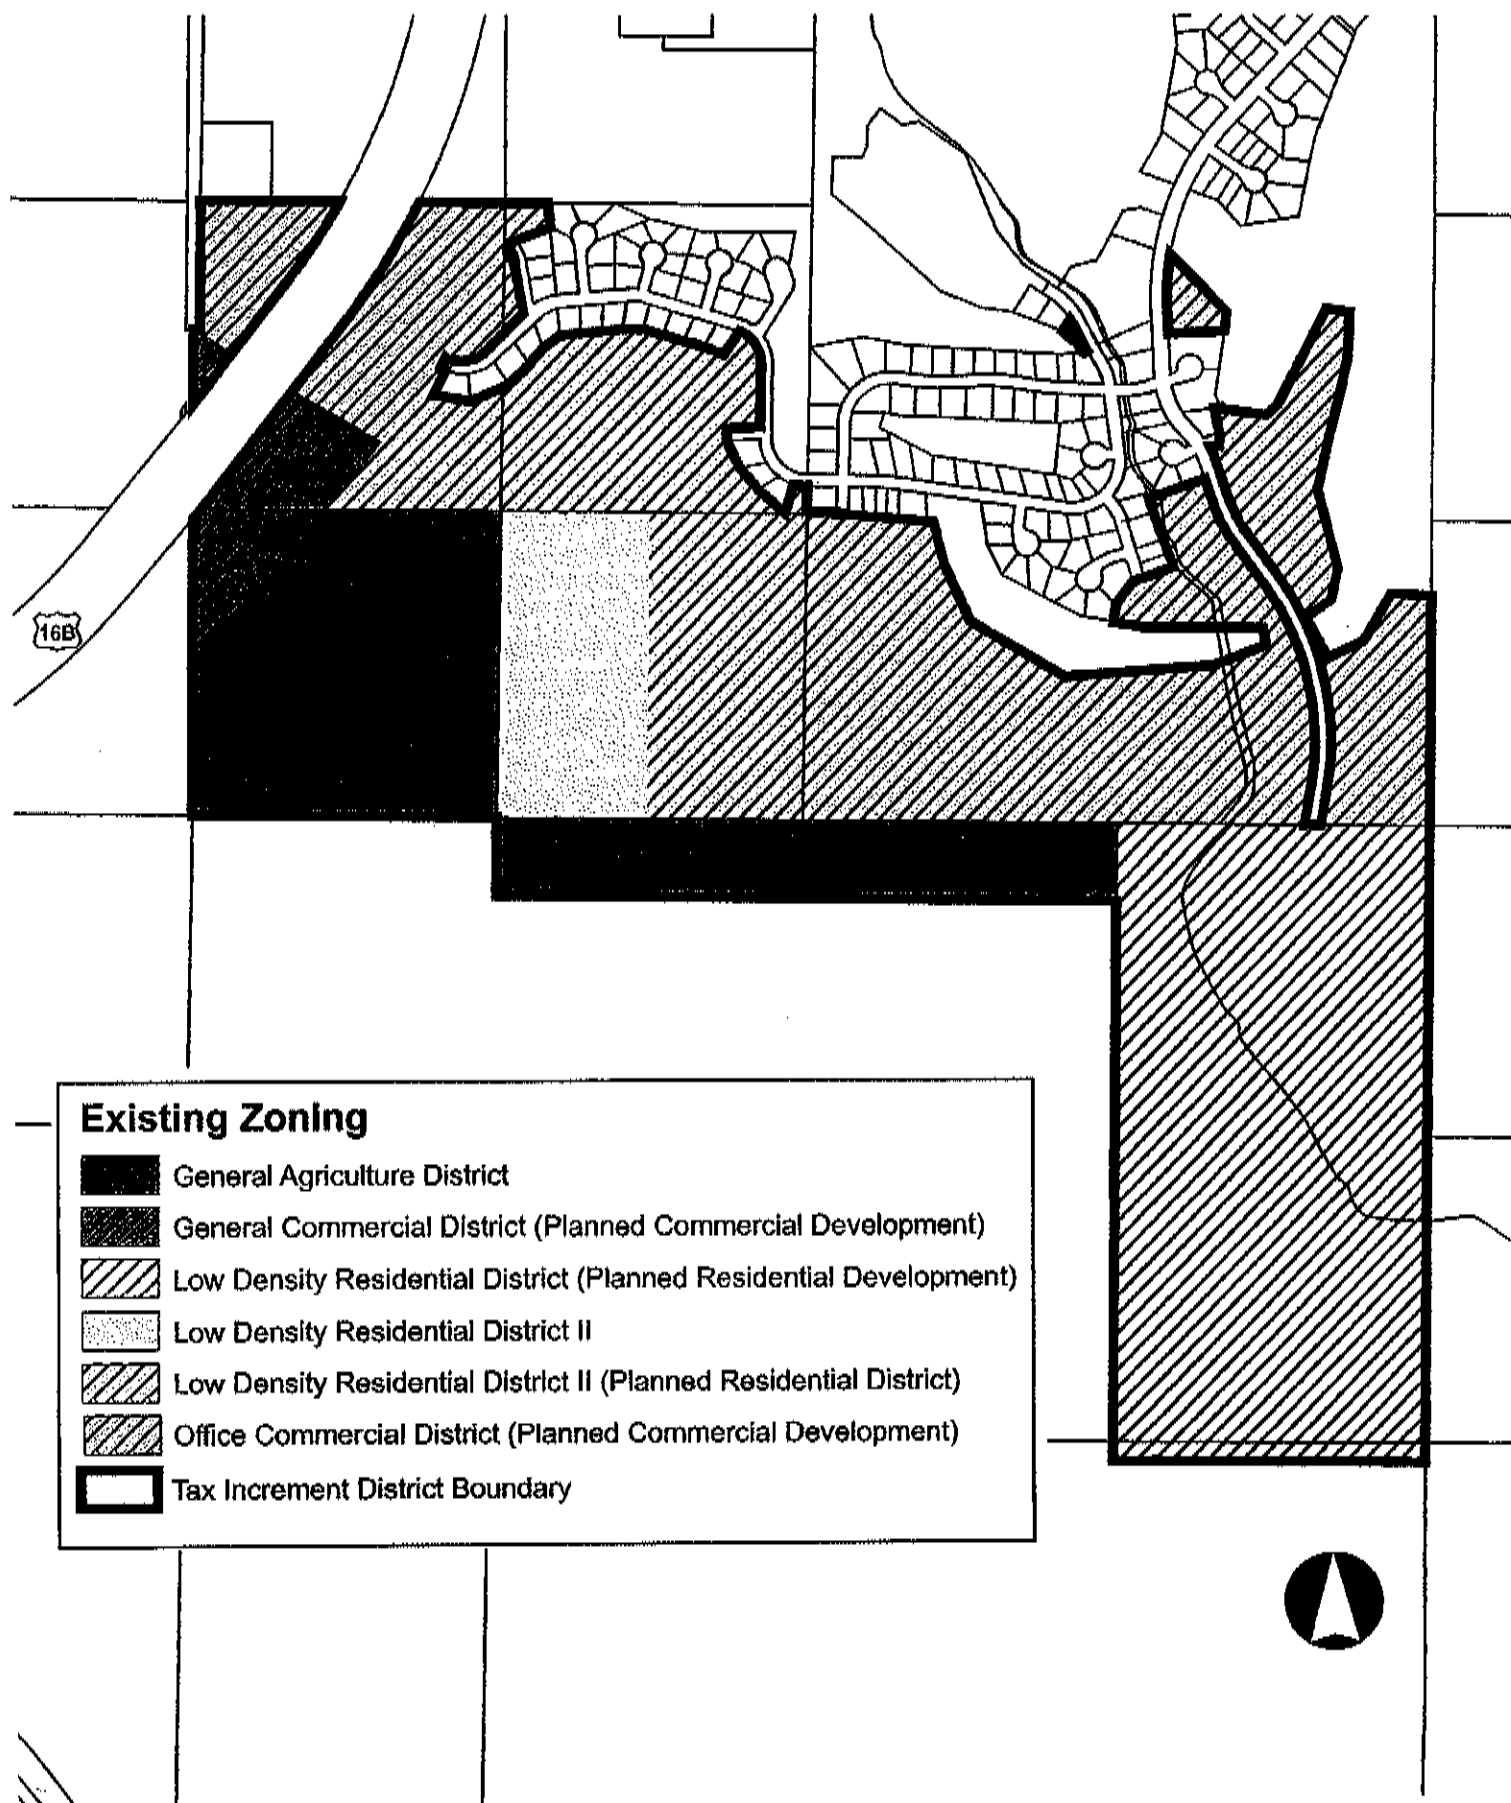 16B
Existing Zoning
General Agriculture District
General Commercial District (Planned Commercial Development)
Low Density Residential District (Planned Residential Development)
Low Density Residential District II
Low Density Residential District II (Planned Residential District)
Office Commercial District (Planned Commercial Development)
Tax Increment District Boundary